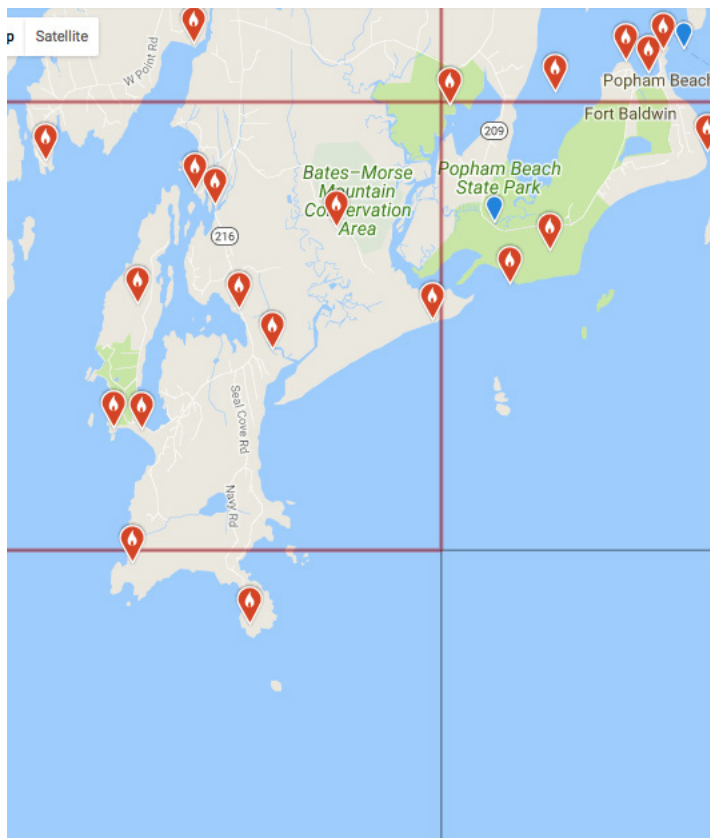 p Satellite
W Point Rd
Popham Beach
Fort Baldwin
209
Bates–Morse
Mountain
Conservation
Area
Popham Beach
State Park
216
Seal Cove Rd
Navy Rd